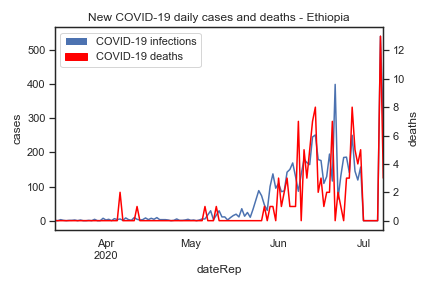 New COVID-19 daily cases and deaths - Ethiopia
COVID-19 infections
COVID-19 deaths
500
400
300
200
100
0
cases
12
10
8
6
4
2
0
deaths
Apr
2020
May
Jun
Jul
dateRep